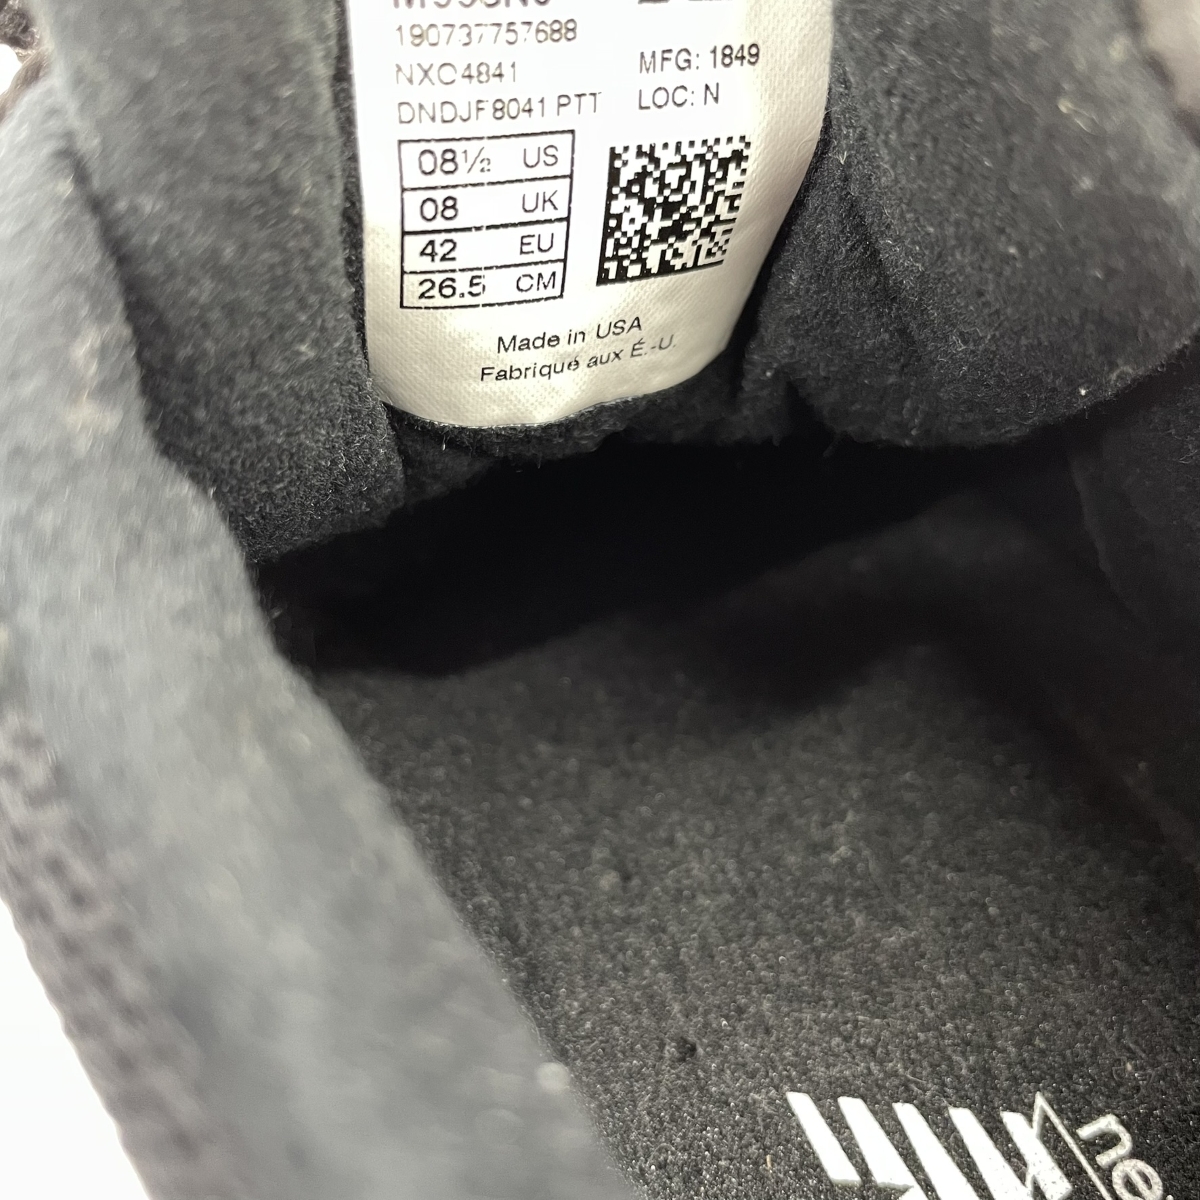 190737757688
NXC4841
MFG: 1849
DNDJF8041 PTT
LOC: N
08½ US
08 UK
42 EU
26.5 CM
Made in USA
Fabriqué aux É.-U.